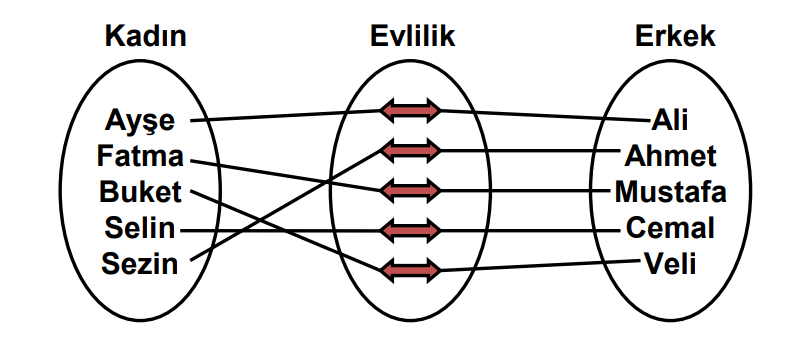 Kadın Evlilik Erkek
Ayşe Ali
Fatma Ahmet
Buket Mustafa
Selin Cemal
Sezin Veli